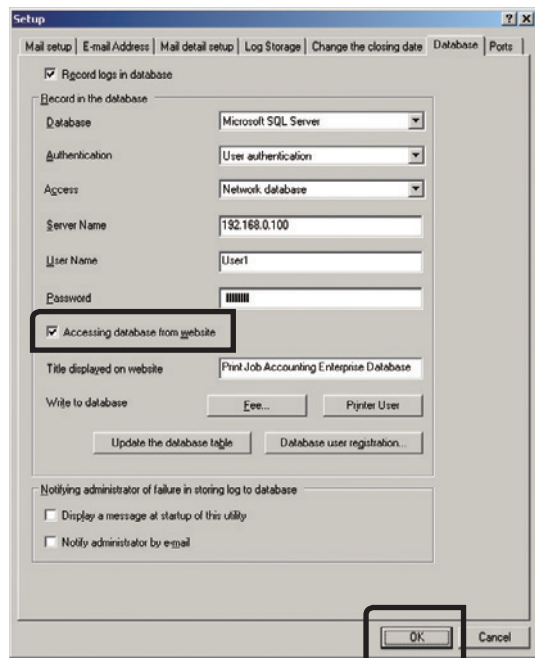 Setup
Mail setup E-mail Address Mail detail setup Log Storage Change the closing date Database Ports
Record logs in database
Record in the database
Database Microsoft SQL Server
Authentication User authentication
Access Network database
Server Name 192.168.0.100
User Name User1
Password
Accessing database from website
Title displayed on website Print Job Accounting Enterprise Database
Write to database Fee... Printer User
Update the database table Database user registration...
Notifying administrator of failure in storing log to database
Display a message at startup of this utility
Notify administrator by e-mail
OK Cancel